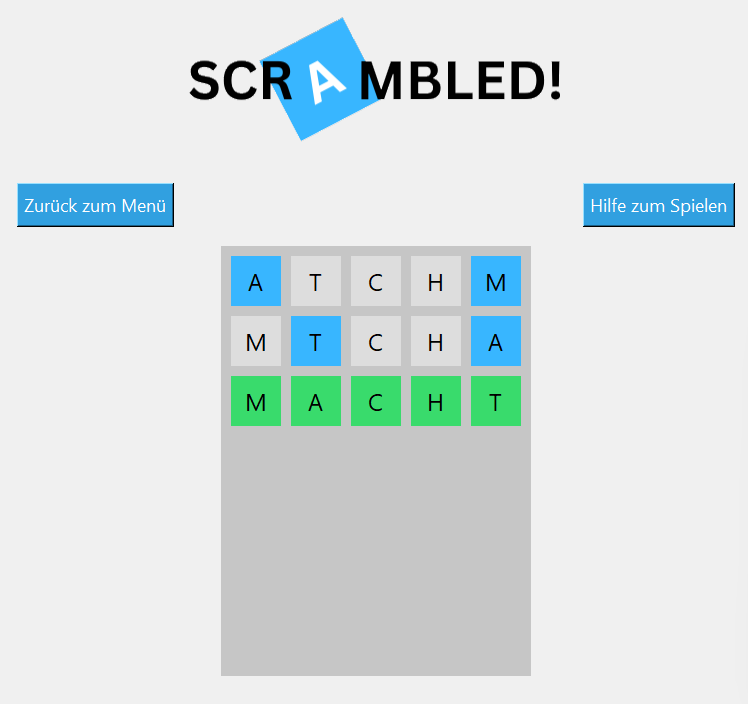 SCRAMBLED!
Zurück zum Menü
Hilfe zum Spielen
A T C H M
M T C H A
M A C H T